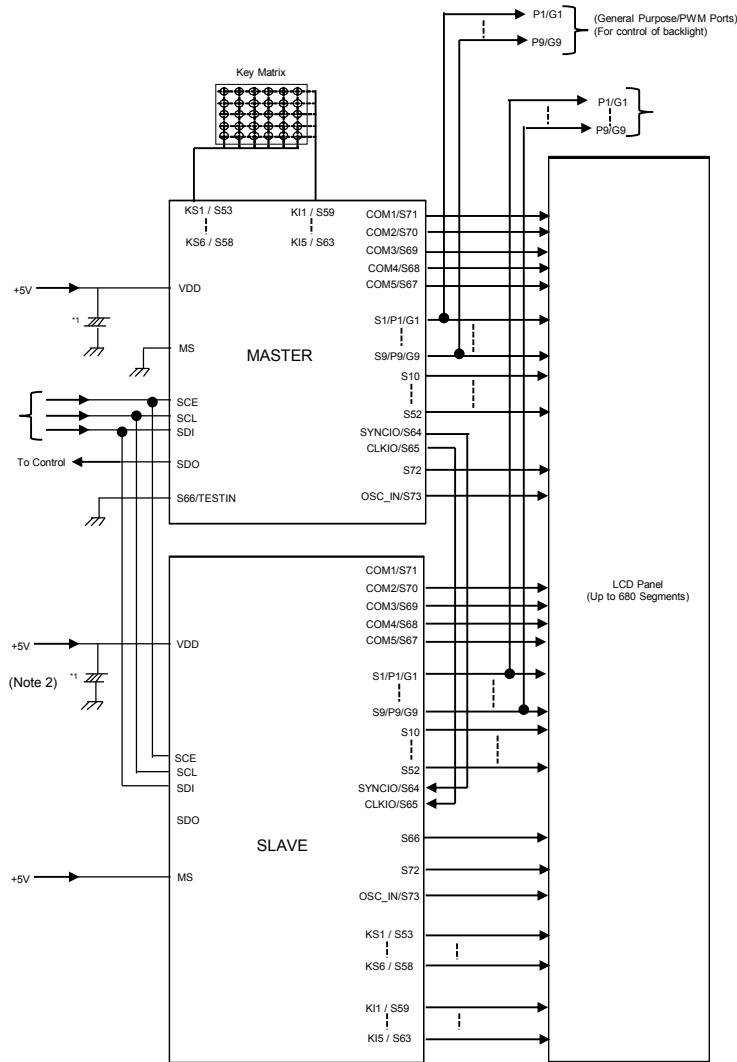 P1/G1
(General Purpose/PWM Ports)
(For control of backlight)
P9/G9
Key Matrix
P1/G1
P9/G9
KS1 / S53
KS6 / S58
KI1 / S59
KI5 / S63
COM1/S71
COM2/S70
COM3/S69
COM4/S68
COM5/S67
+5V
VDD
*1
S1/P1/G1
MS
MASTER
S9/P9/G9
S10
SCE
SCL
SDI
S52
SYNCIO/S64
CLKIO/S65
To Control
SDO
S72
S66/TESTIN
OSC_IN/S73
COM1/S71
COM2/S70
COM3/S69
COM4/S68
COM5/S67
LCD Panel
(Up to 680 Segments)
+5V
VDD
(Note 2)
*1
S1/P1/G1
S9/P9/G9
S10
SCE
SCL
SDI
S52
SYNCIO/S64
CLKIO/S65
SDO
SLAVE
S66
+5V
MS
S72
OSC_IN/S73
KS1 / S53
KS6 / S58
KI1 / S59
KI5 / S63